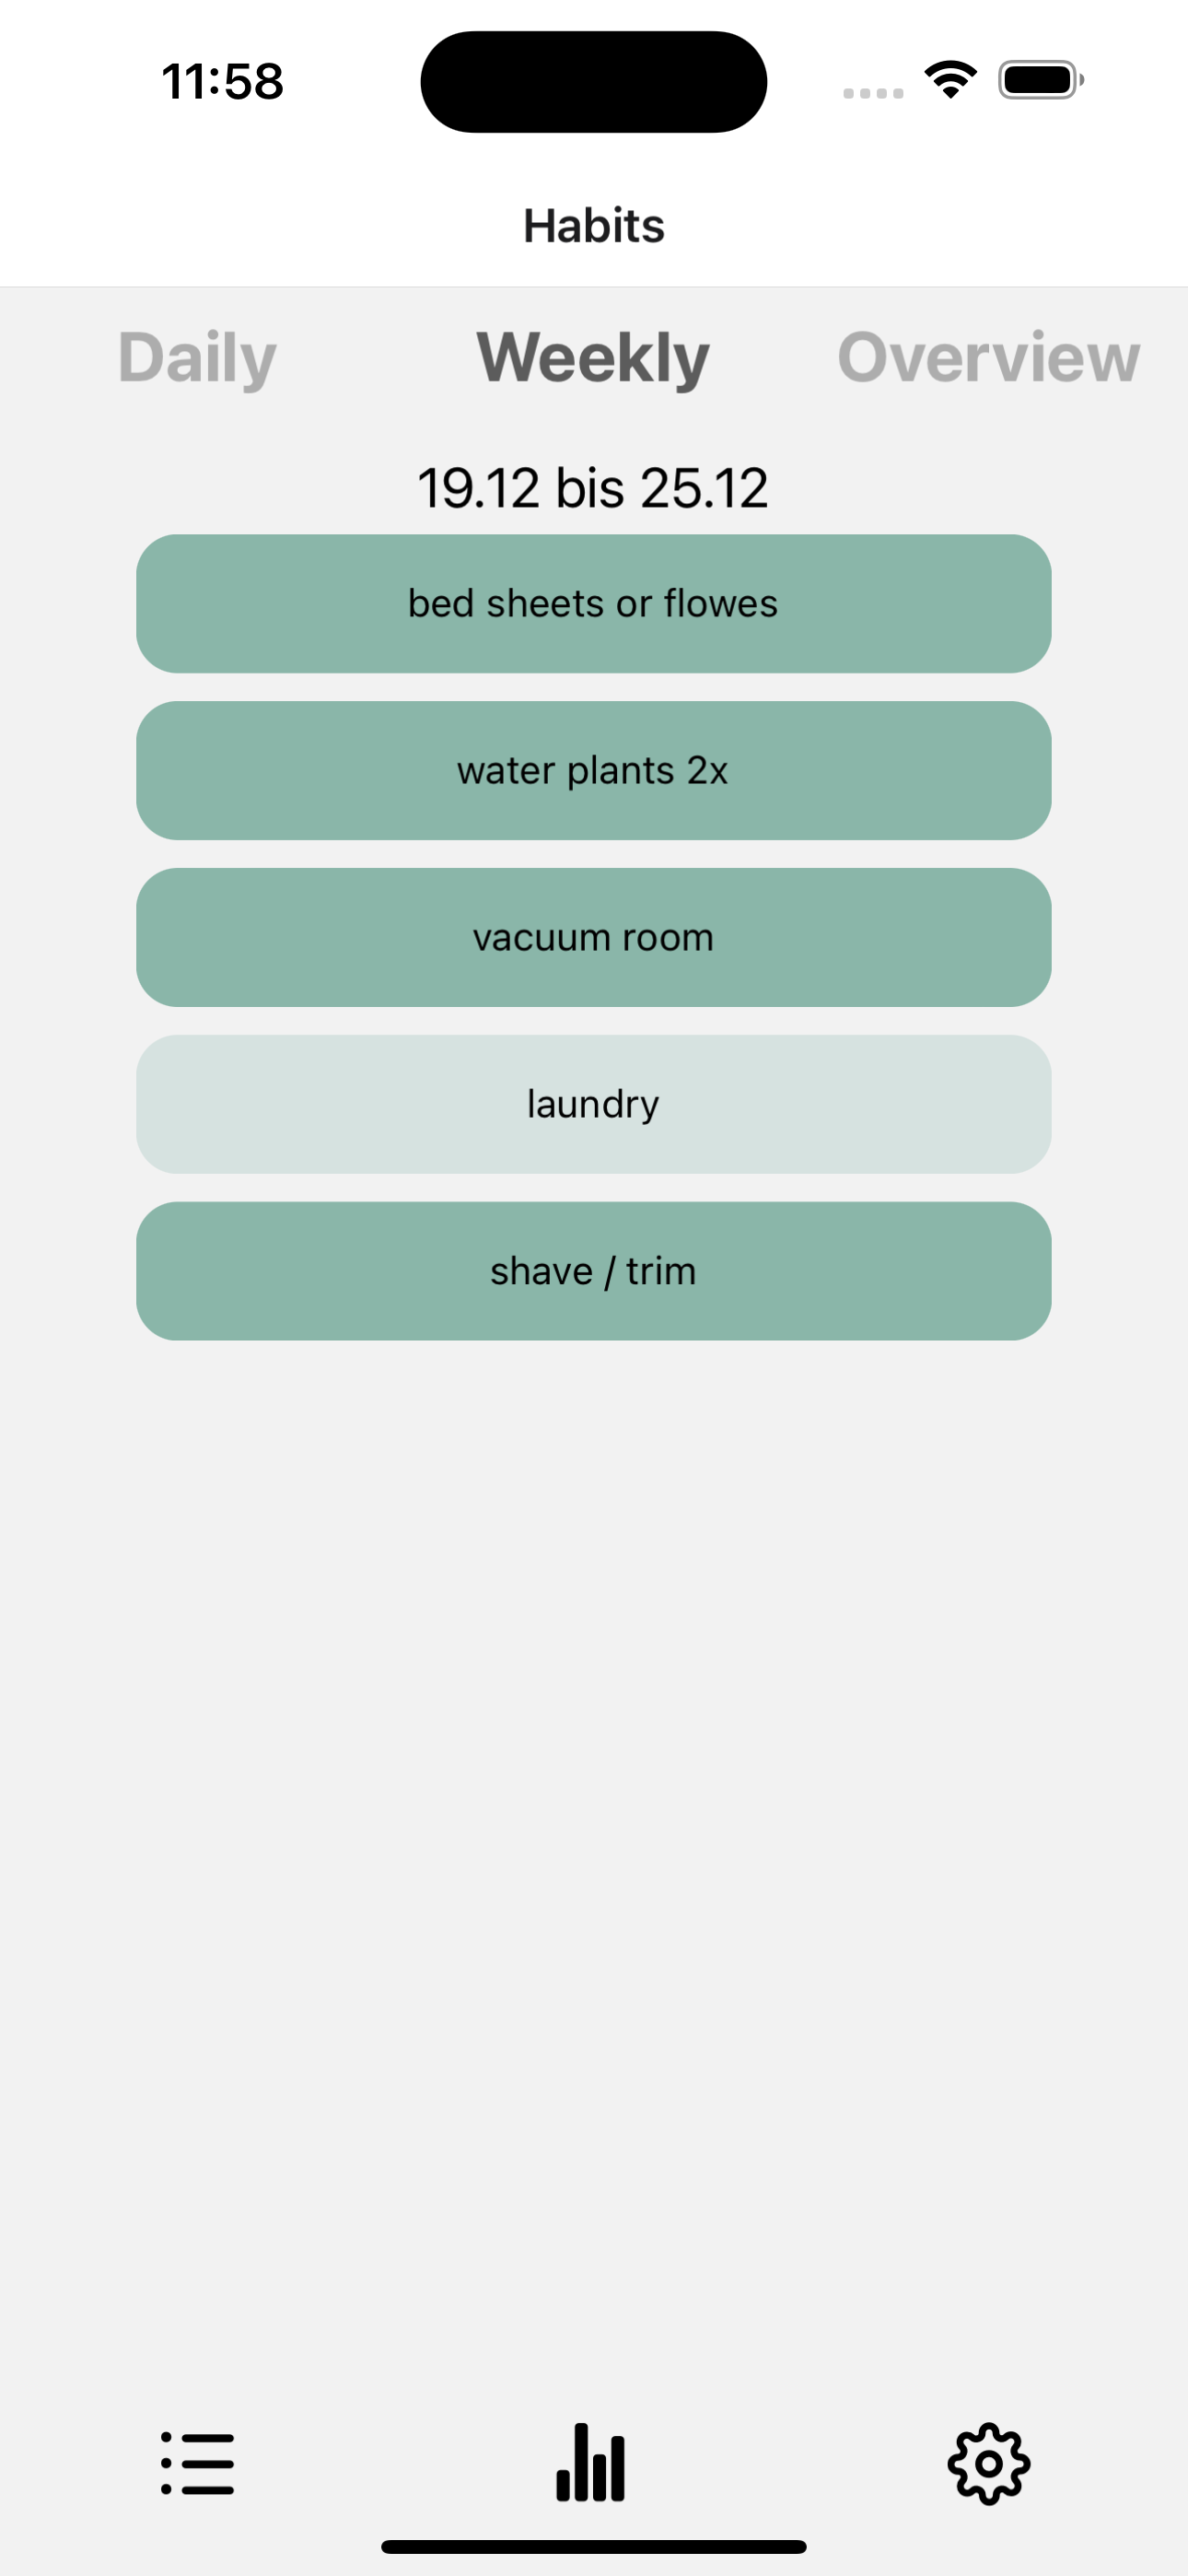 11:58
Habits
Daily Weekly Overview
19.12 bis 25.12
bed sheets or flowes
water plants 2x
vacuum room
laundry
shave / trim